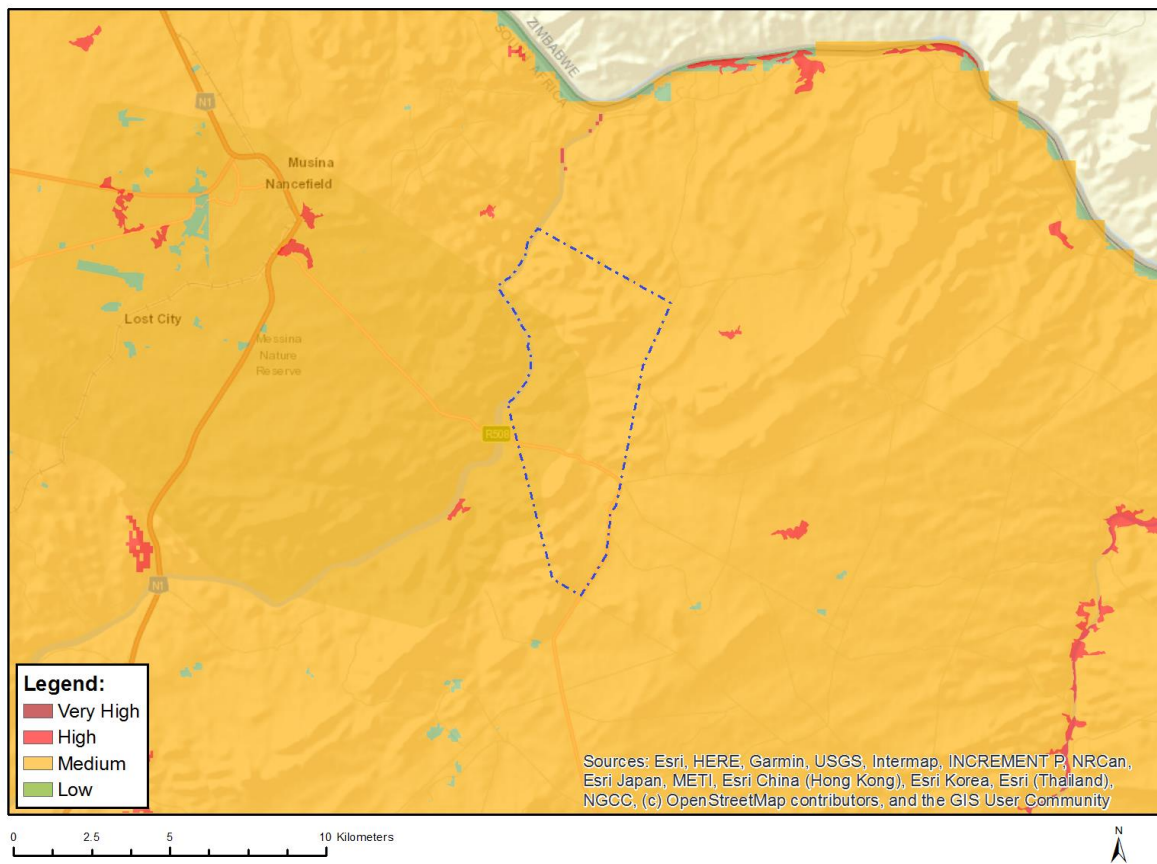 ZIMBABWE
SOUTH AFRICA
N1
Musina
Nancefield
Lost City
Messina
Nature
Reserve
R508
N1
Legend:
Very High
High
Medium
Low
Sources: Esri, HERE, Garmin, USGS, Intermap, INCREMENT P, NRCan,
Esri Japan, METI, Esri China (Hong Kong), Esri Korea, Esri (Thailand),
NGCC, (c) OpenStreetMap contributors, and the GIS User Community
0 2.5 5 10 Kilometers
N